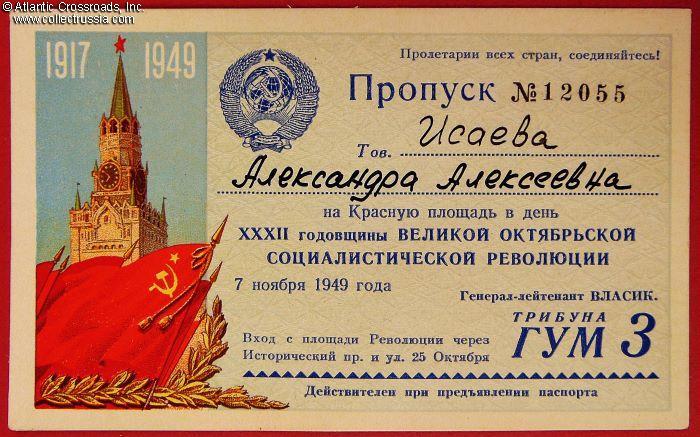 © Atlantic Crossroads, Inc.
www.collectrussia.com
1917 1949
Пролетарии всех стран, соединяйтесь!
Пропуск № 12055
Тов. Исаева
Александра Алексеевна
на Красную площадь в день
XXXII годовщины ВЕЛИКОЙ ОКТЯБРЬСКОЙ
СОЦИАЛИСТИЧЕСКОЙ РЕВОЛЮЦИИ
7 ноября 1949 года
Генерал-лейтенант ВЛАСИК.
Вход с площади Революции через
Исторический пр. и ул. 25 Октября
ТРИБУНА
ГУМ 3
Действителен при предъявлении паспорта